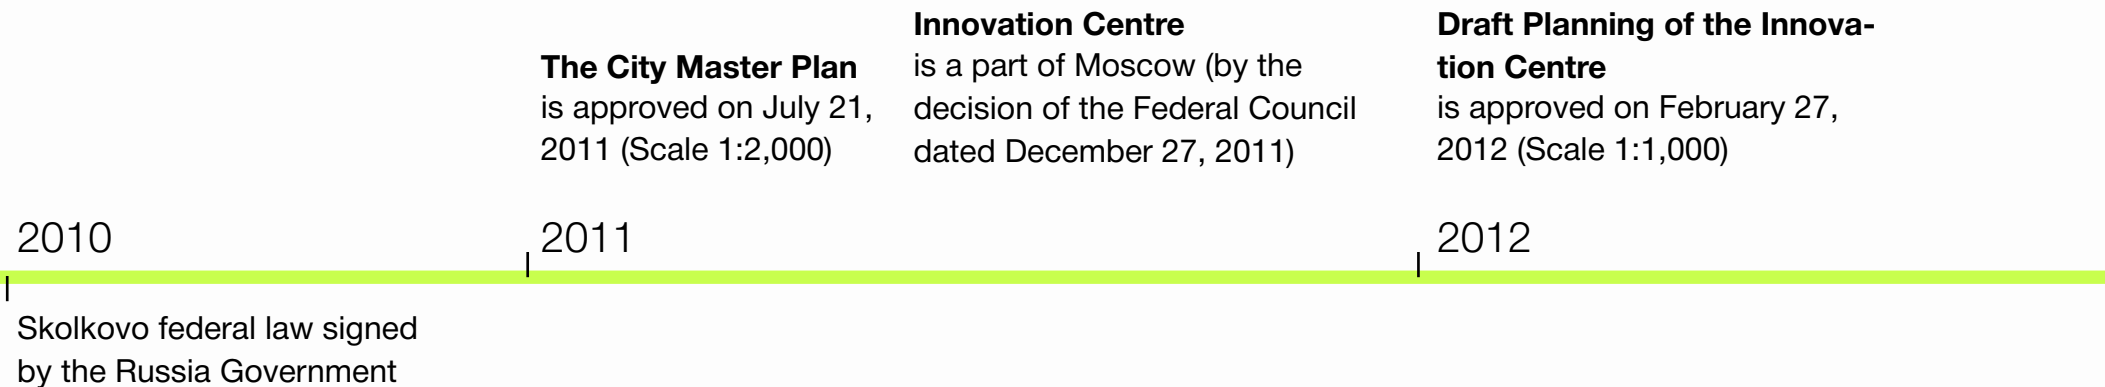 The City Master Plan
is approved on July 21,
2011 (Scale 1:2,000)
Innovation Centre
is a part of Moscow (by the
decision of the Federal Council
dated December 27, 2011)
Draft Planning of the Innova-
tion Centre
is approved on February 27,
2012 (Scale 1:1,000)
2010
2011
2012
Skolkovo federal law signed
by the Russia Government